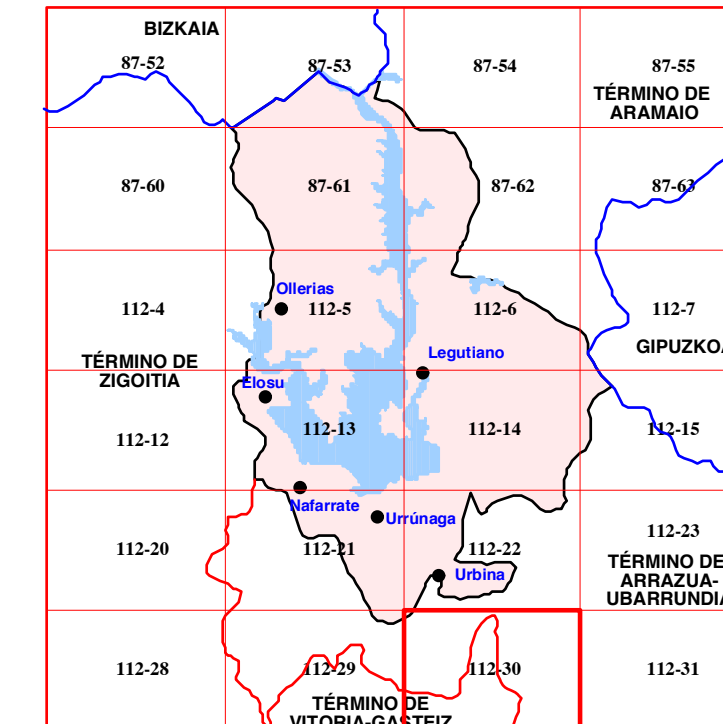 BIZKAIA
87-52
87-53
87-54
87-55
TÉRMINO DE
ARAMAIO
87-60
87-61
87-62
87-63
Ollerias
112-4
112-5
112-6
112-7
GIPUZKOA
Legutiano
TÉRMINO DE
ZIGOITIA
Elosu
112-12
112-13
112-14
112-15
Nafarrate
Urrúnaga
112-20
112-21
112-22
112-23
TÉRMINO DE
ARRAZUA-
UBARRUNDIA
Urbina
112-28
112-29
112-30
112-31
TÉRMINO DE
VITORIA-GASTEIZ